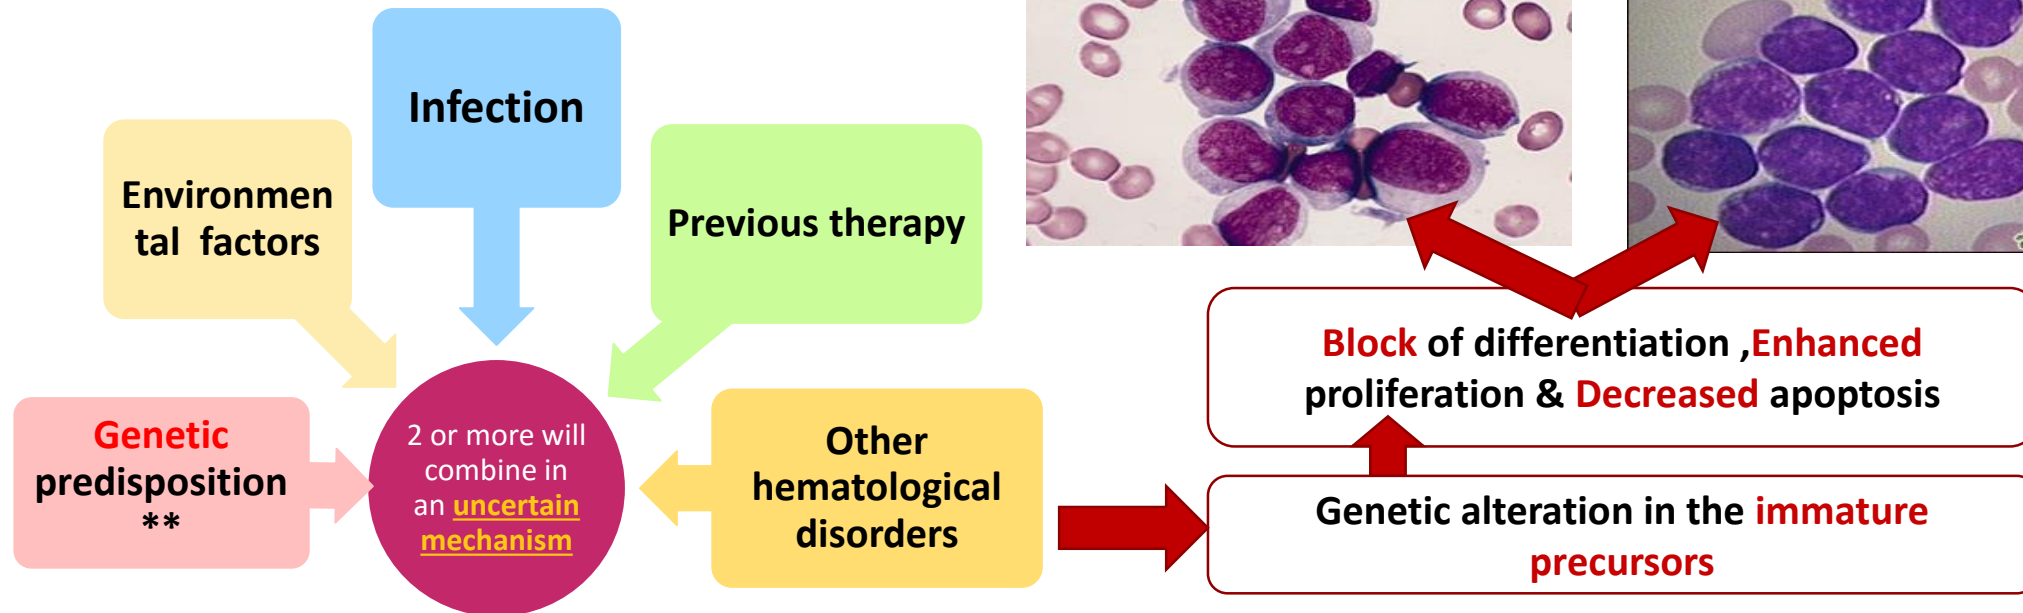 Infection
Environmen
tal  factors
Previous therapy
Genetic
predisposition
**
2 or more will
combine in
an uncertain
mechanism
Other
hematological
disorders
Block of differentiation ,Enhanced
proliferation & Decreased apoptosis
Genetic alteration in the immature
precursors